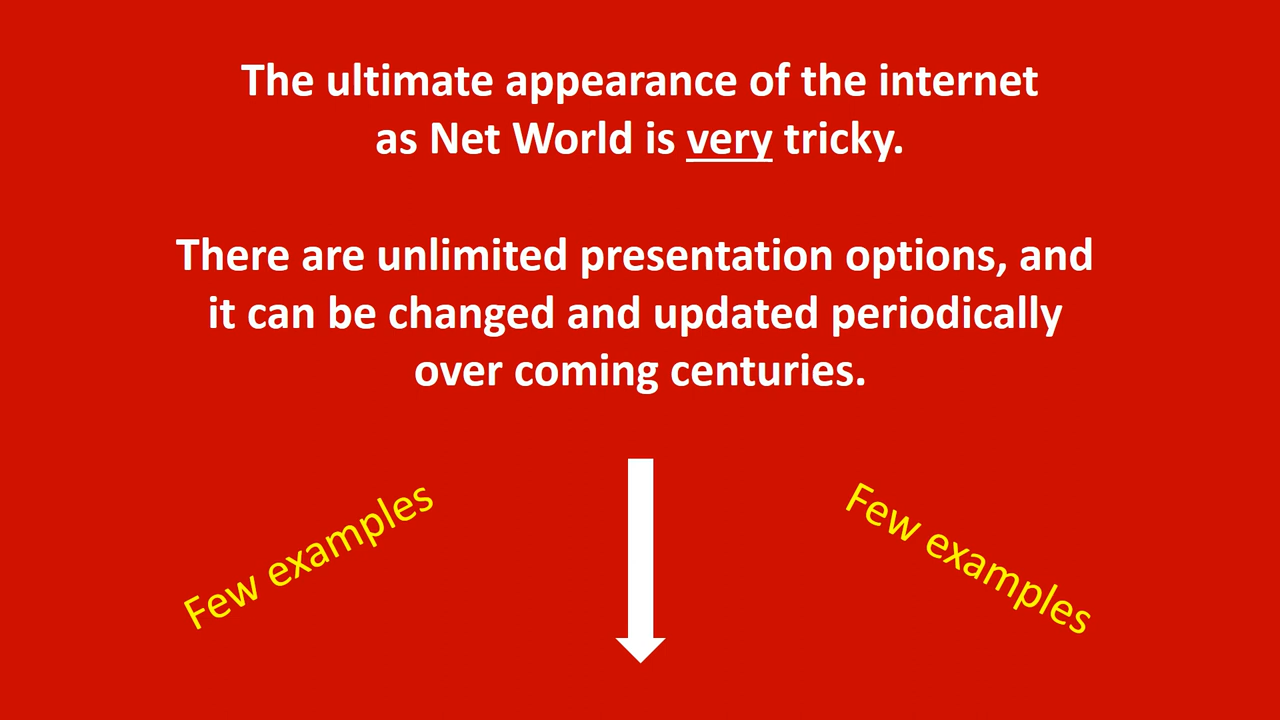 The ultimate appearance of the internet
as Net World is very tricky.
There are unlimited presentation options, and
it can be changed and updated periodically
over coming centuries.
Few examples
Few examples